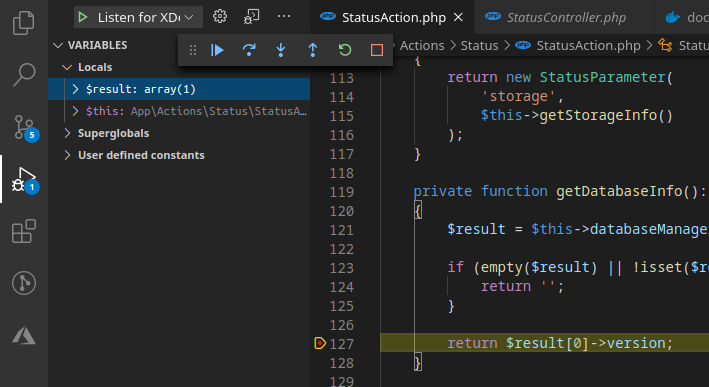 Listen for XDe
StatusAction.php
StatusController.php
doc
VARIABLES
Actions > Status > StatusAction.php > Statu
Locals
$result: array(1)
$this: App\Actions\Status\StatusA...
Superglobals
User defined constants
5
1
{
113 return new StatusParameter(
114 'storage',
115 $this->getStorageInfo()
116 );
117 }
118
119 private function getDatabaseInfo():
120 {
121 $result = $this->databaseManage
122
123 if (empty($result) || !isset($r
124 return '';
125 }
126
127 return $result[0]->version;
128 }
129